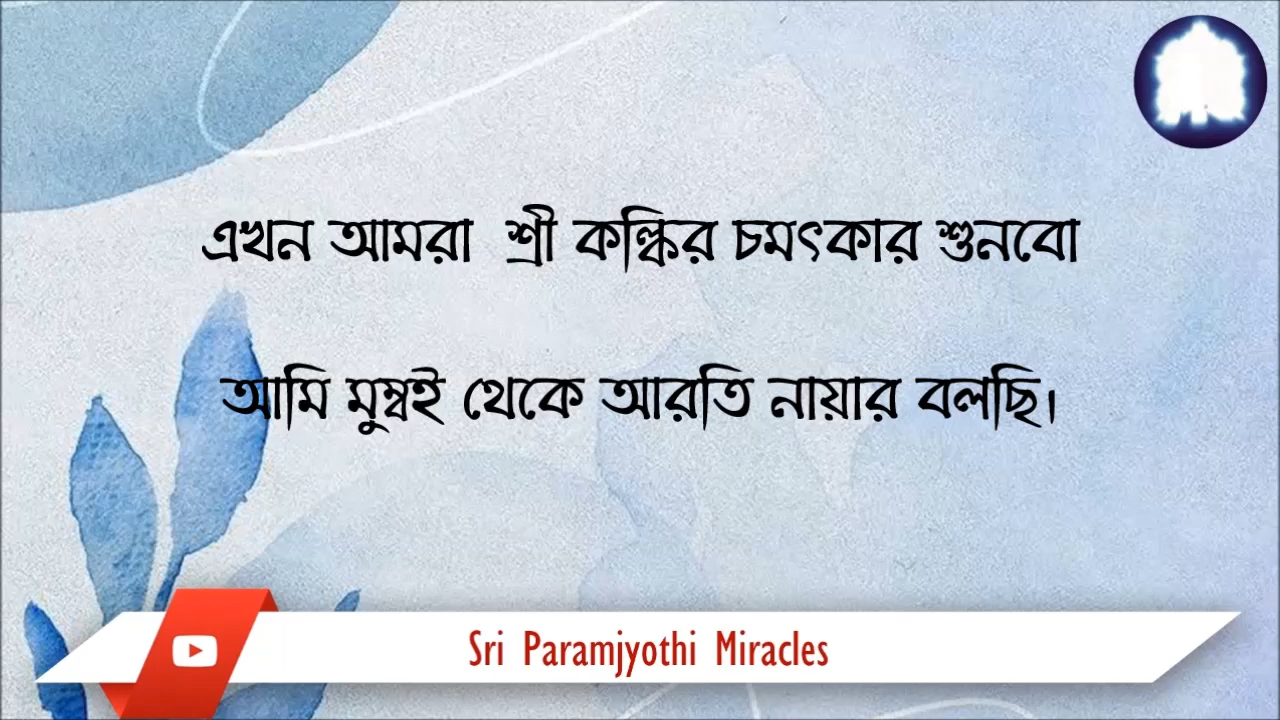 এখন আমরা শ্রী কল্কির চমৎকার শুনবো
আমি মুম্বই থেকে আরতি নায়ার বলছি।
Sri Paramjyothi Miracles